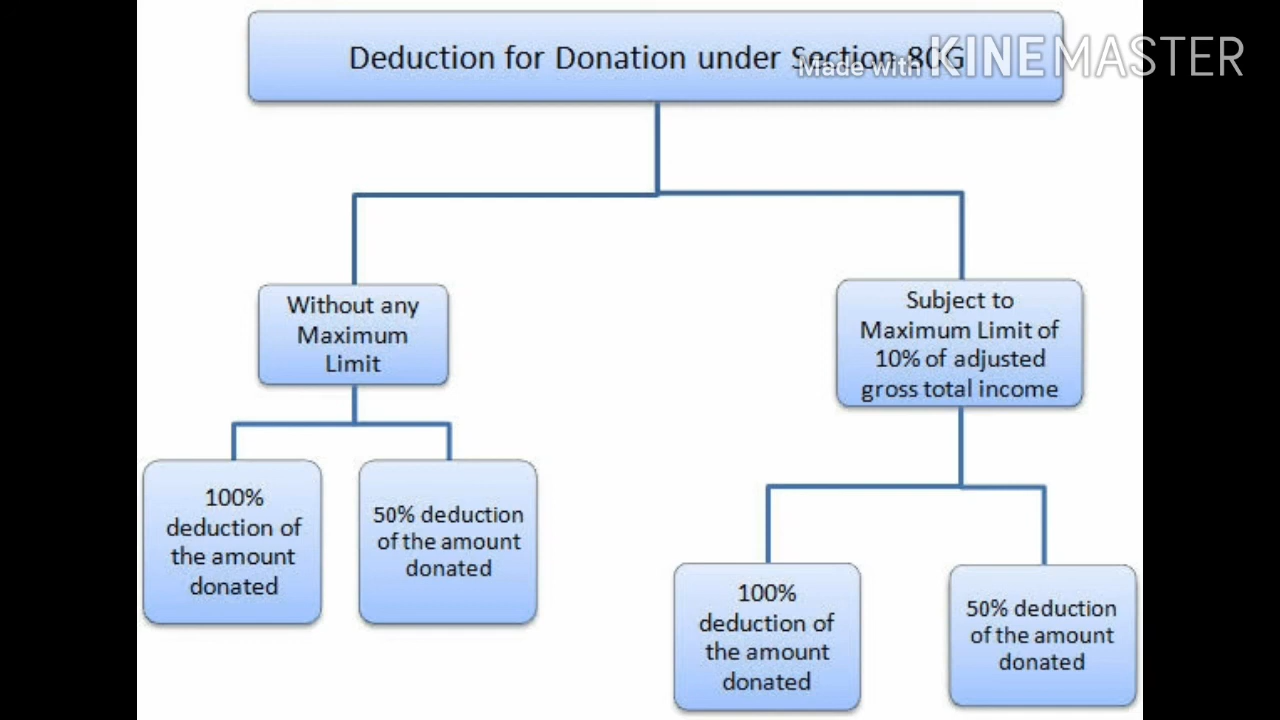 Deduction for Donation under Section 80G
Made with KINEMASTER
Without any
Maximum
Limit
Subject to
Maximum Limit of
10% of adjusted
gross total income
100%
deduction of
the amount
donated
50% deduction
of the amount
donated
100%
deduction of
the amount
donated
50% deduction
of the amount
donated